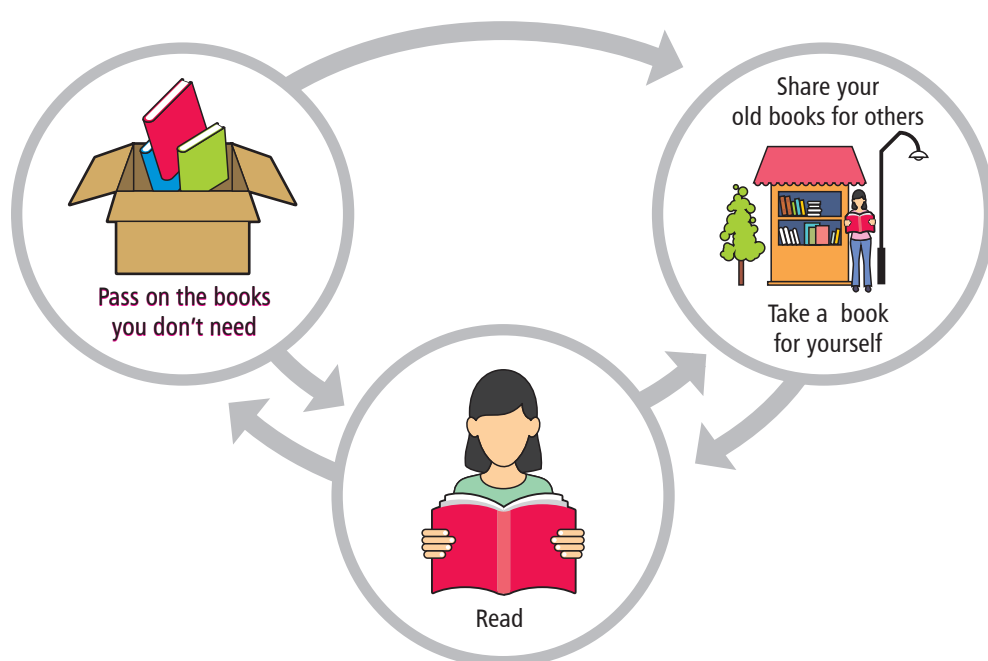 Pass on the books
you don't need
Share your
old books for others
Take a book
for yourself
Read